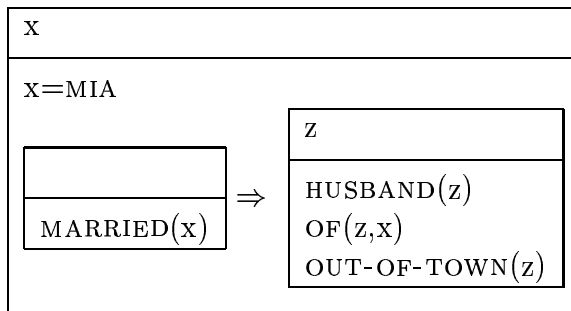 x
x=MIA
z
MARRIED(x)
⇒
HUSBAND(z)
OF(z,x)
OUT-OF-TOWN(z)